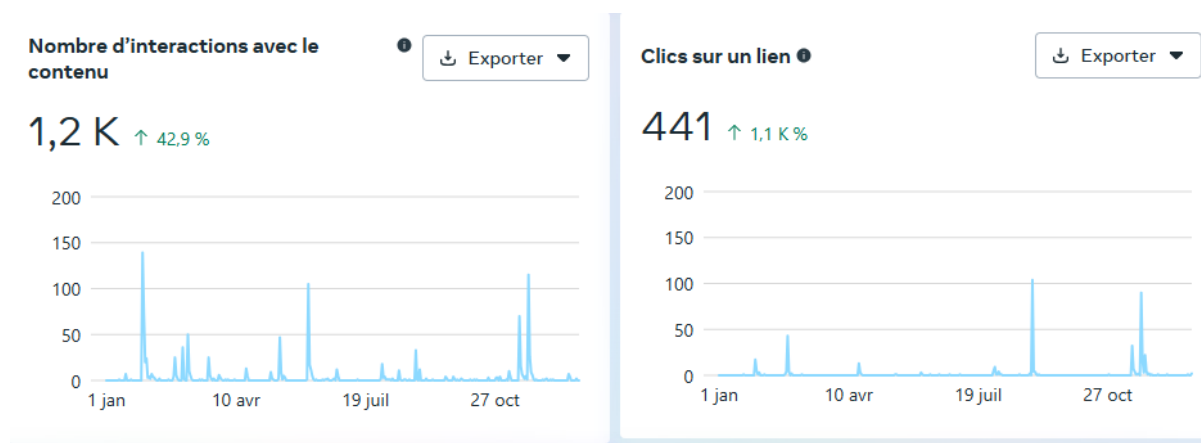 Nombre d’interactions avec le
contenu
Exporter
1,2 K ↑ 42,9 %
200
150
100
50
0
1 jan 10 avr 19 juil 27 oct
Clics sur un lien
Exporter
441 ↑ 1,1 K %
200
150
100
50
0
1 jan 10 avr 19 juil 27 oct